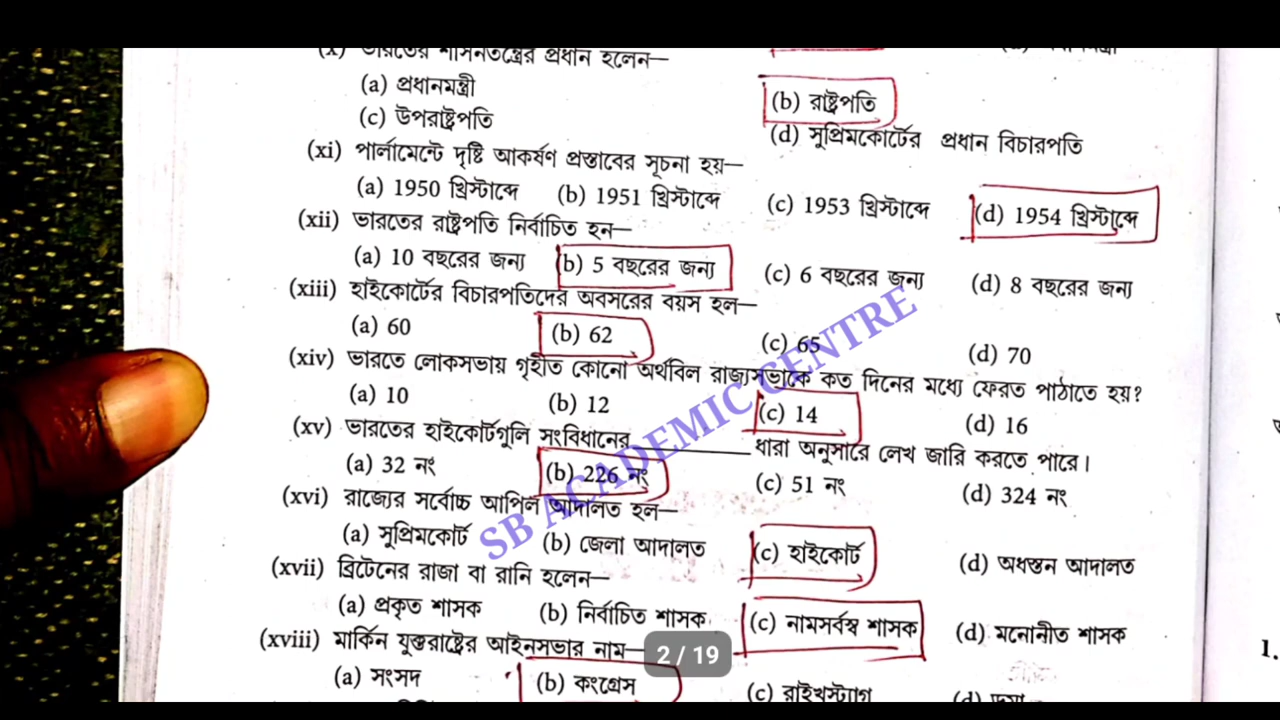 (x) ভারতের শাসনতন্ত্রের প্রধান হলেন—
(a) প্রধানমন্ত্রী (b) রাষ্ট্রপতি
(c) উপরাষ্ট্রপতি (d) সুপ্রিমকোর্টের প্রধান বিচারপতি
(xi) পার্লামেন্টে দৃষ্টি আকর্ষণ প্রস্তাবের সূচনা হয়—
(a) 1950 খ্রিস্টাব্দে (b) 1951 খ্রিস্টাব্দে (c) 1953 খ্রিস্টাব্দে (d) 1954 খ্রিস্টাব্দে
(xii) ভারতের রাষ্ট্রপতি নির্বাচিত হন—
(a) 10 বছরের জন্য (b) 5 বছরের জন্য (c) 6 বছরের জন্য (d) 8 বছরের জন্য
(xiii) হাইকোর্টের বিচারপতিদের অবসরের বয়স হল—
(a) 60 (b) 62 (c) 65 (d) 70
(xiv) ভারতে লোকসভায় গৃহীত কোনো অর্থবিল রাজ্যসভাকে কত দিনের মধ্যে ফেরত পাঠাতে হয়?
(a) 10 (b) 12 (c) 14 (d) 16
(xv) ভারতের হাইকোর্টগুলি সংবিধানের ________ ধারা অনুসারে লেখ জারি করতে পারে।
(a) 32 নং (b) 226 নং (c) 51 নং (d) 324 নং
(xvi) রাজ্যের সর্বোচ্চ আপিল আদালত হল—
(a) সুপ্রিমকোর্ট (b) জেলা আদালত (c) হাইকোর্ট (d) অধস্তন আদালত
(xvii) ব্রিটেনের রাজা বা রানি হলেন—
(a) প্রকৃত শাসক (b) নির্বাচিত শাসক (c) নামসর্বস্ব শাসক (d) মনোনীত শাসক
(xviii) মার্কিন যুক্তরাষ্ট্রের আইনসভার নাম—
(a) সংসদ (b) কংগ্রেস (c) রাইখস্ট্যাগ (d)
SB ACADEMIC CENTRE
2 / 19
1.